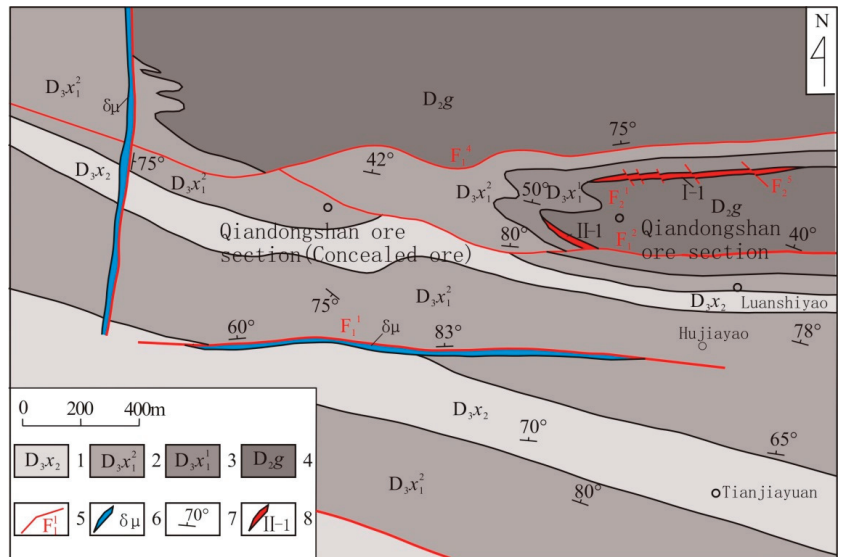 N
D₃x₁²
δμ
D₂g
75°
F₁⁴
42°
75°
D₃x₂
D₃x₁²
D₃x₁²
50°
D₃x₁¹
F₂¹
I-1
F₂⁵
D₂g
Qiandongshan ore
section(Concealed ore)
80°
II-1
F₁²
Qiandongshan
ore section
40°
D₃x₁²
D₃x₂
Luanshiyao
75°
60°
F₁¹
83°
δμ
Hujiayao
78°
0 200 400m
D₃x₂
70°
65°
D₃x₁²
80°
Tianjiayuan
D₃x₂ 1 D₃x₁² 2 D₃x₁¹ 3 D₂g 4
F₁¹ 5 δμ 6 70° 7 II-1 8